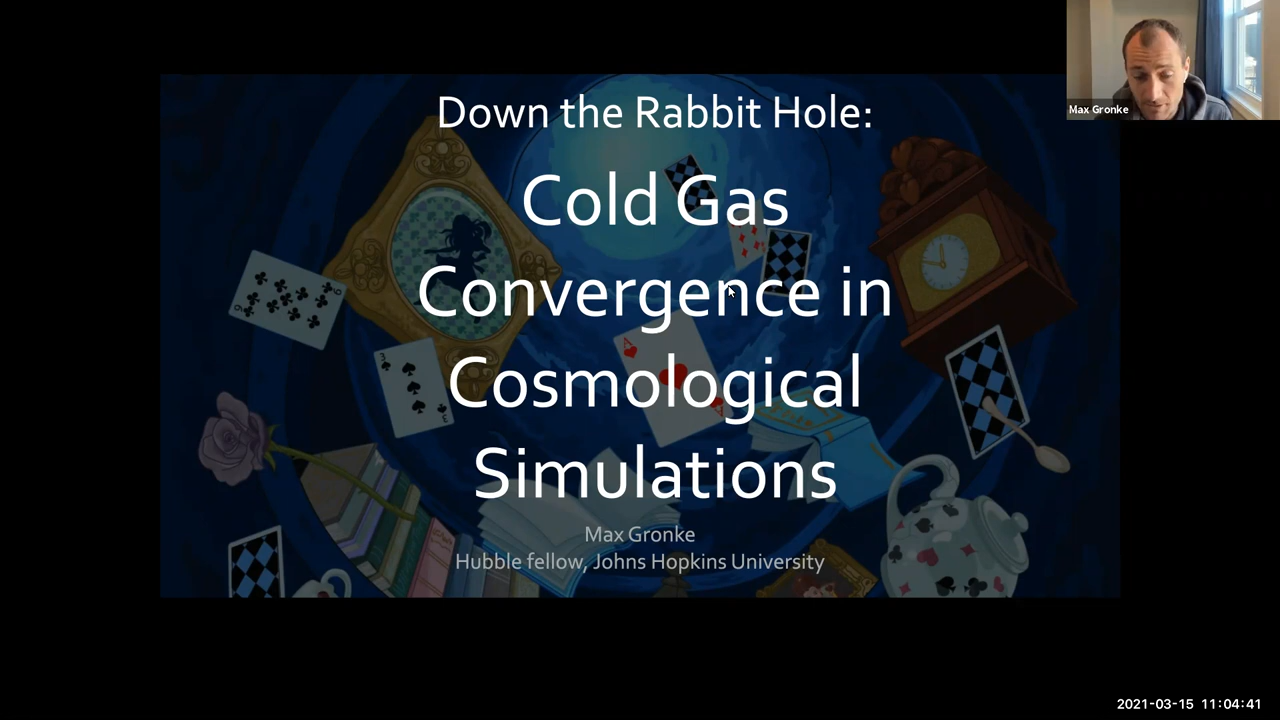 Down the Rabbit Hole:
Cold Gas
Convergence in
Cosmological
Simulations
Max Gronke
Hubble fellow, Johns Hopkins University
Max Gronke
2021-03-15 11:04:41